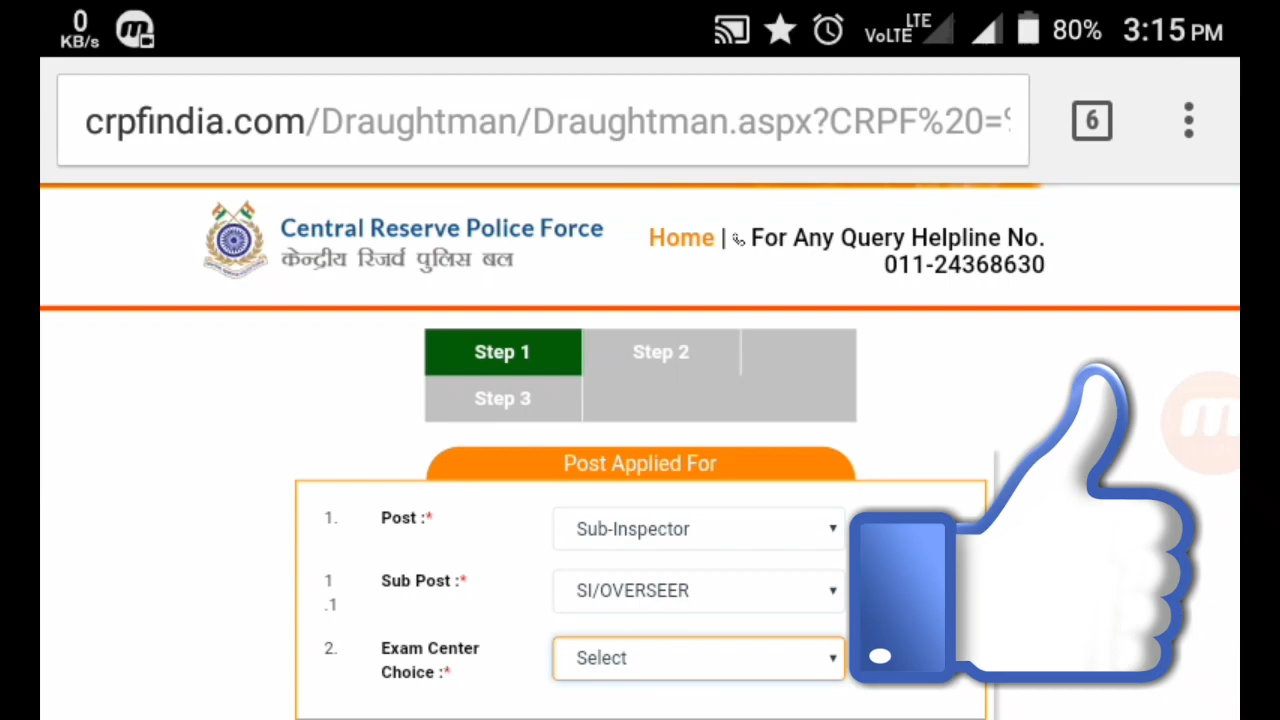 0
KB/s
VoLTE LTE 80% 3:15 PM
crpfindia.com/Draughtman/Draughtman.aspx?CRPF%20=
6
Central Reserve Police Force
केन्द्रीय रिजर्व पुलिस बल
Home | For Any Query Helpline No.
011-24368630
Step 1 Step 2
Step 3
Post Applied For
1. Post :* Sub-Inspector
1 Sub Post :* SI/OVERSEER
.1
2. Exam Center Select
Choice :*